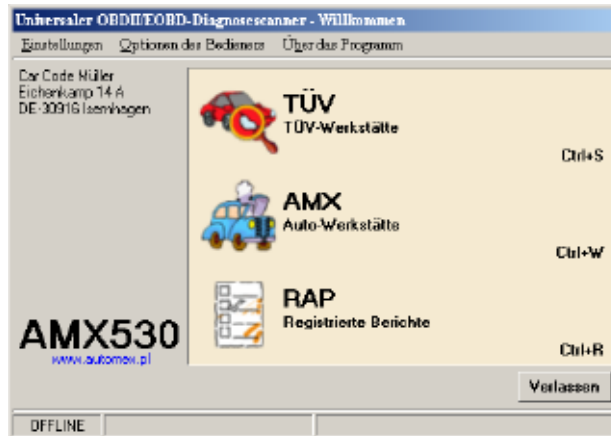 Universaler OBDII/EOBD-Diagnosescanner - Willkommen
Einstellungen Optionen des Bedieners Über das Programm
Car Code Müller
Eichenkamp 14 A
DE-30916 Isernhagen
TÜV
TÜV-Werkstätte
Ctrl+S
AMX
Auto-Werkstätte
Ctrl+W
RAP
Registrierte Berichte
Ctrl+R
AMX530
www.automex.pl
Verlassen
OFFLINE